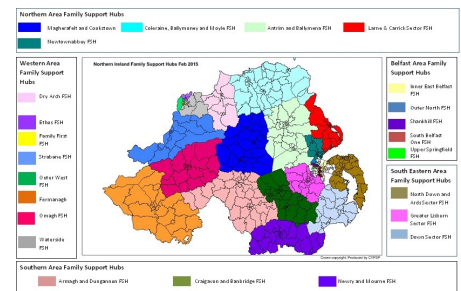 Northern Area Family Support Hubs
Magherafelt and Cookstown
Coleraine, Ballymoney and Moyle FSH
Antrim and Ballymena FSH
Larne & Carrick Sector FSH
Newtownabbey FSH
Western Area
Family Support
Hubs
Dry Arch FSH
Ethos FSH
Family First
FSH
Strabane FSH
Outer West
FSH
Fermanagh
Omagh FSH
Waterside
FSH
Northern Ireland Family Support Hubs Feb 2015
Crown copyright Produced by CYPSP
Belfast Area
Family Support
Hubs
Inner East Belfast
FSH
Outer North FSH
Shankhill FSH
South Belfast
One FSH
Upper Springfield
FSH
South Eastern Area
Family Support Hubs
North Down and
Ards Sector FSH
Greater Lisburn
Sector FSH
Down Sector FSH
Southern Area Family Support Hubs
Armagh and Dungannon FSH
Craigavon and Banbridge FSH
Newry and Mourne FSH